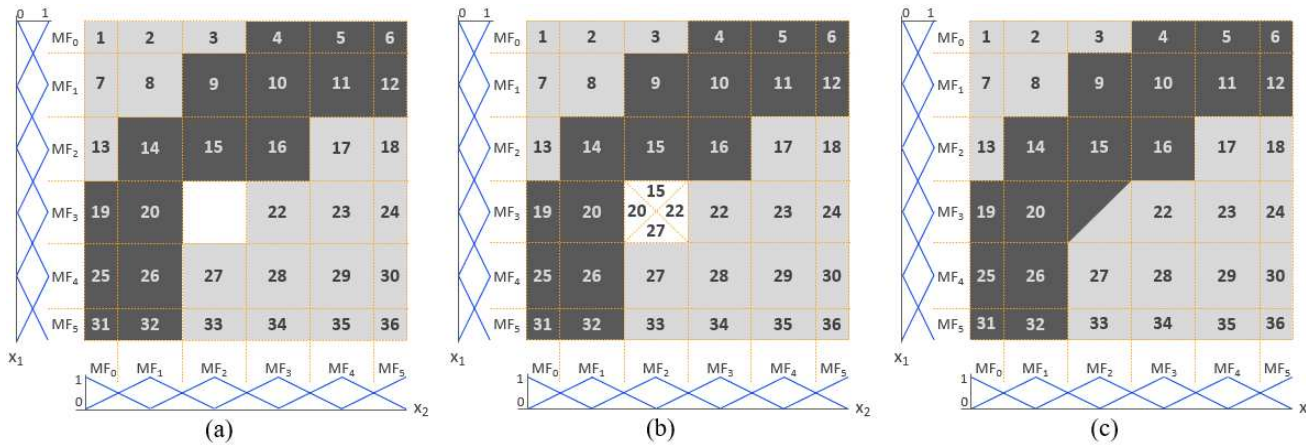 0 1
MF0 1 2 3 4 5 6
MF1 7 8 9 10 11 12
MF2 13 14 15 16 17 18
MF3 19 20 22 23 24
MF4 25 26 27 28 29 30
MF5 31 32 33 34 35 36
x1
MF0 MF1 MF2 MF3 MF4 MF5
1
0
x2
(a)
0 1
MF0 1 2 3 4 5 6
MF1 7 8 9 10 11 12
MF2 13 14 15 16 17 18
15
MF3 19 20 20 22 22 23 24
27
MF4 25 26 27 28 29 30
MF5 31 32 33 34 35 36
x1
MF0 MF1 MF2 MF3 MF4 MF5
1
0
x2
(b)
0 1
MF0 1 2 3 4 5 6
MF1 7 8 9 10 11 12
MF2 13 14 15 16 17 18
MF3 19 20 22 23 24
MF4 25 26 27 28 29 30
MF5 31 32 33 34 35 36
x1
MF0 MF1 MF2 MF3 MF4 MF5
1
0
x
(c)